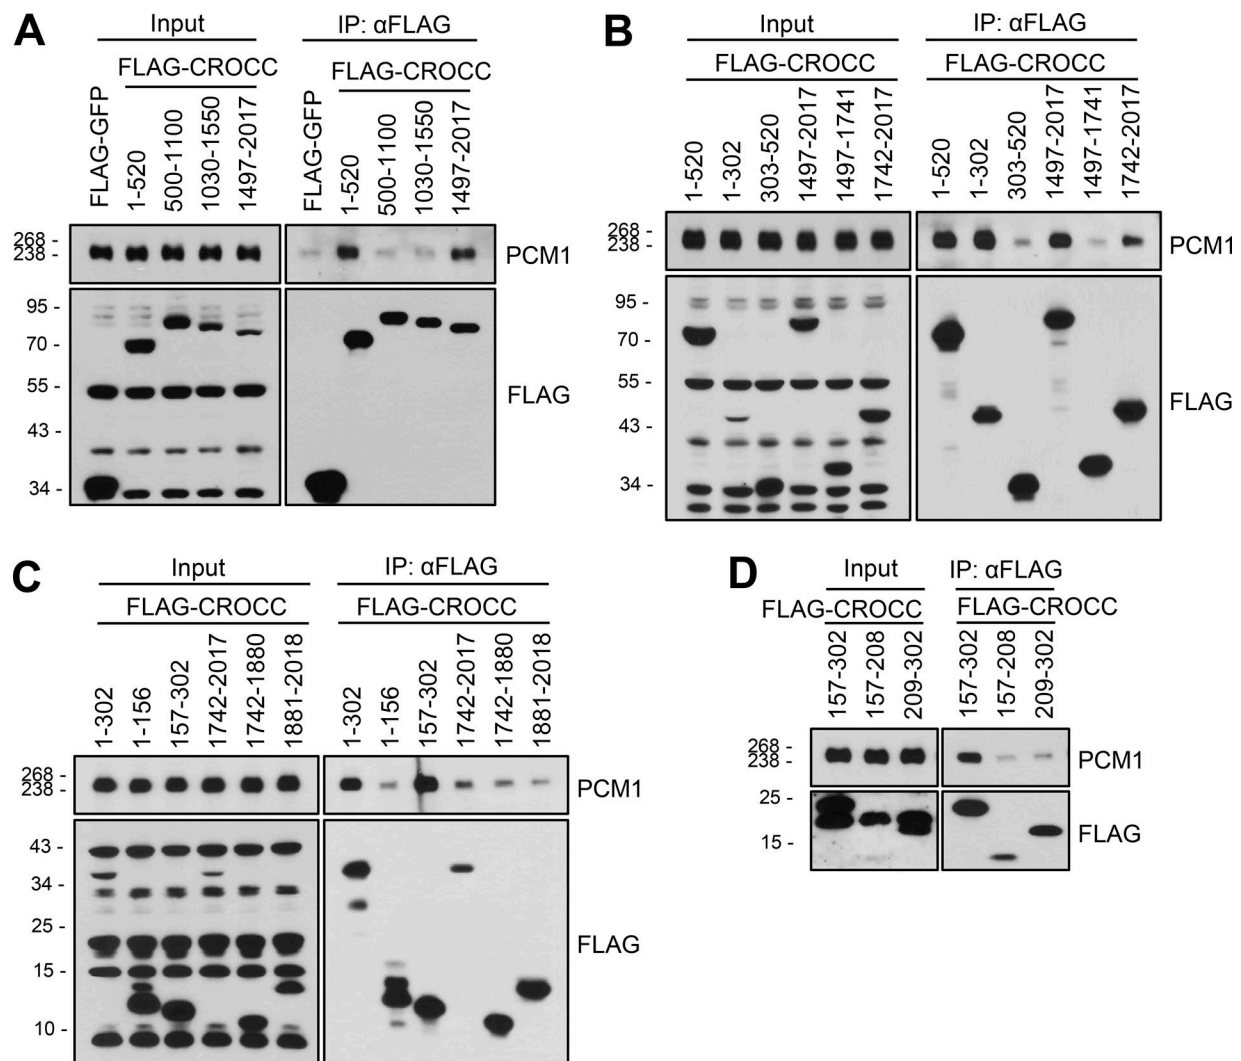 A
Input
IP: αFLAG
FLAG-CROCC
FLAG-CROCC
FLAG-GFP
1-520
500-1100
1030-1550
1497-2017
FLAG-GFP
1-520
500-1100
1030-1550
1497-2017
268 -
238 -
PCM1
95 -
70 -
55 -
43 -
34 -
FLAG
B
Input
IP: αFLAG
FLAG-CROCC
FLAG-CROCC
1-520
1-302
303-520
1497-2017
1497-1741
1742-2017
1-520
1-302
303-520
1497-2017
1497-1741
1742-2017
268 -
238 -
PCM1
95 -
70 -
55 -
43 -
34 -
FLAG
C
Input
IP: αFLAG
FLAG-CROCC
FLAG-CROCC
1-302
1-156
157-302
1742-2017
1742-1880
1881-2018
1-302
1-156
157-302
1742-2017
1742-1880
1881-2018
268 -
238 -
PCM1
43 -
34 -
25 -
15 -
10 -
FLAG
D
Input
IP: αFLAG
FLAG-CROCC
FLAG-CROCC
157-302
157-208
209-302
157-302
157-208
209-302
268 -
238 -
PCM1
25 -
15 -
FLAG